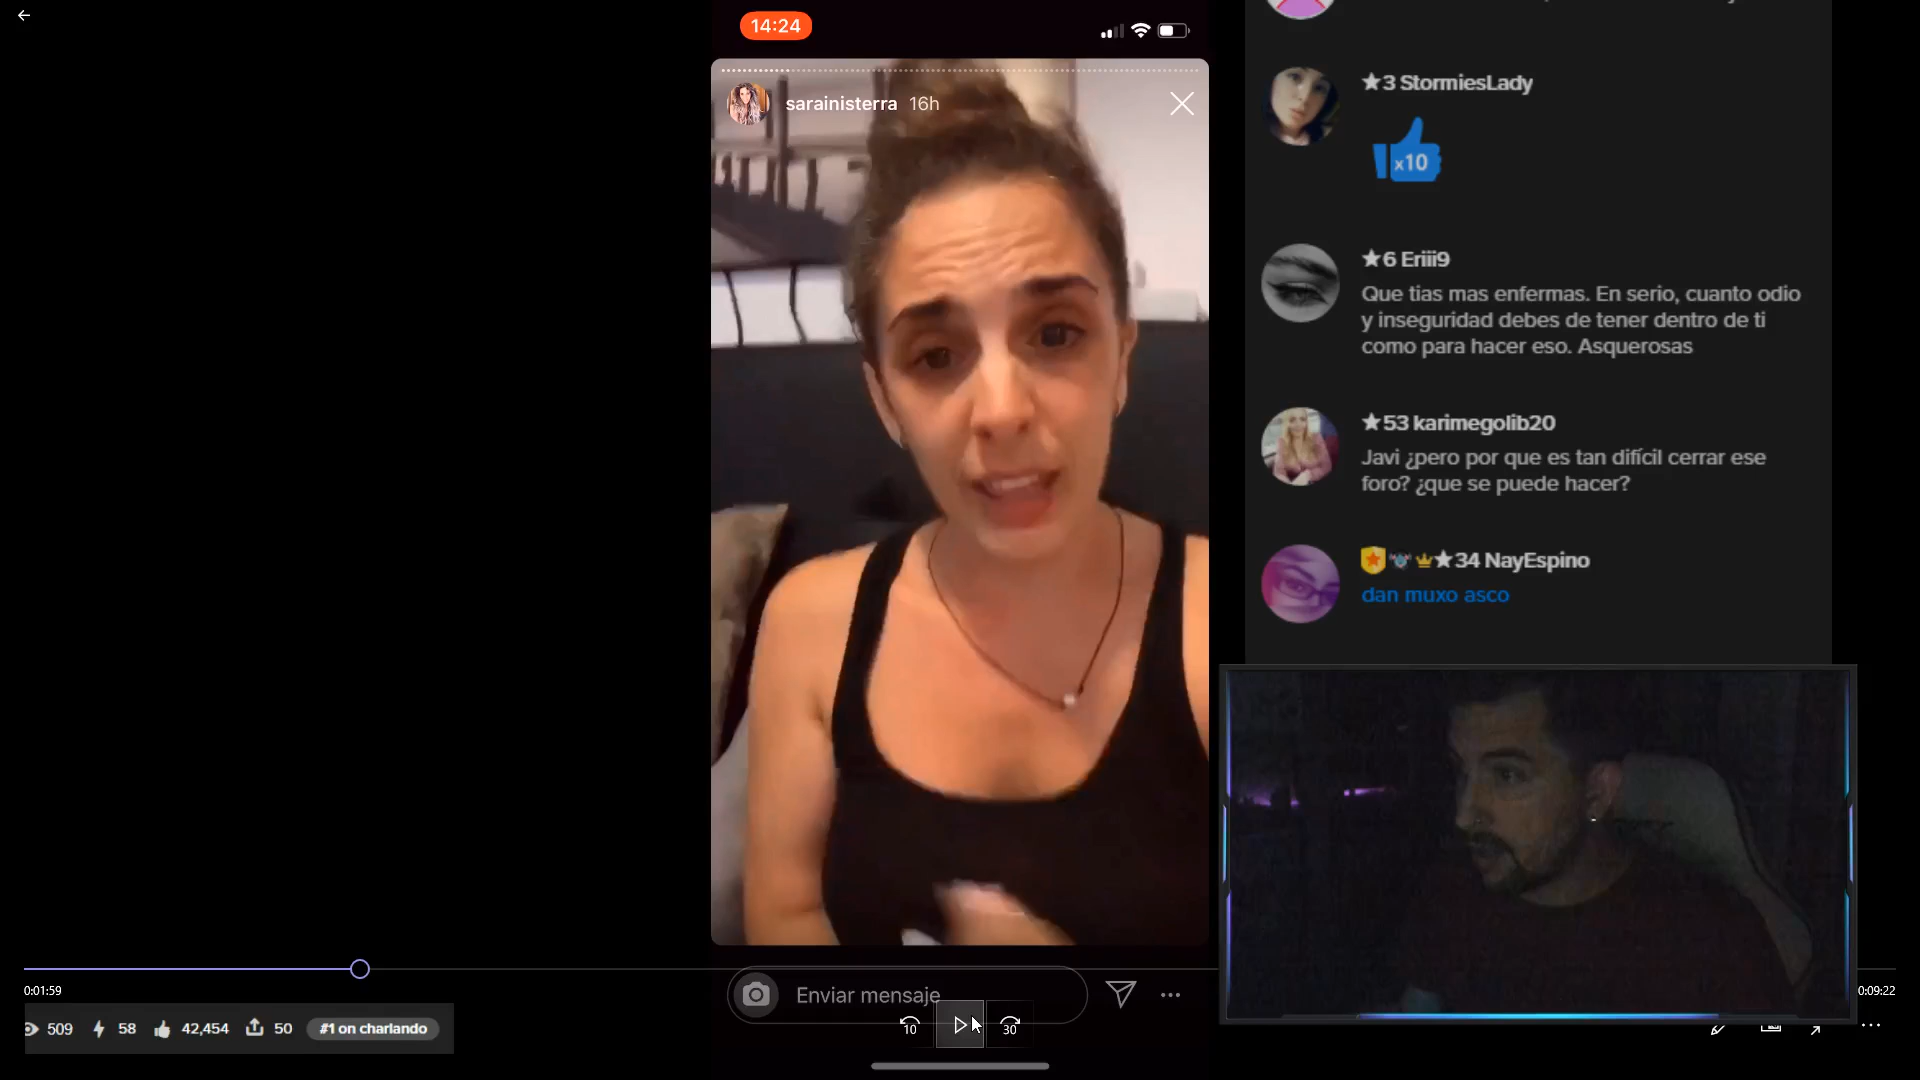 14:24
sarainisterra 16h
★3 StormiesLady
x10
★6 Eriii9
Que tias mas enfermas. En serio, cuanto odio
y inseguridad debes de tener dentro de ti
como para hacer eso. Asquerosas
★53 karimegolib20
Javi ¿pero por que es tan difícil cerrar ese
foro? ¿que se puede hacer?
★34 NayEspino
dan muxo asco
0:01:59
0:09:22
Enviar mensaje
10
30
509 58 42,454 50 #1 on charlando